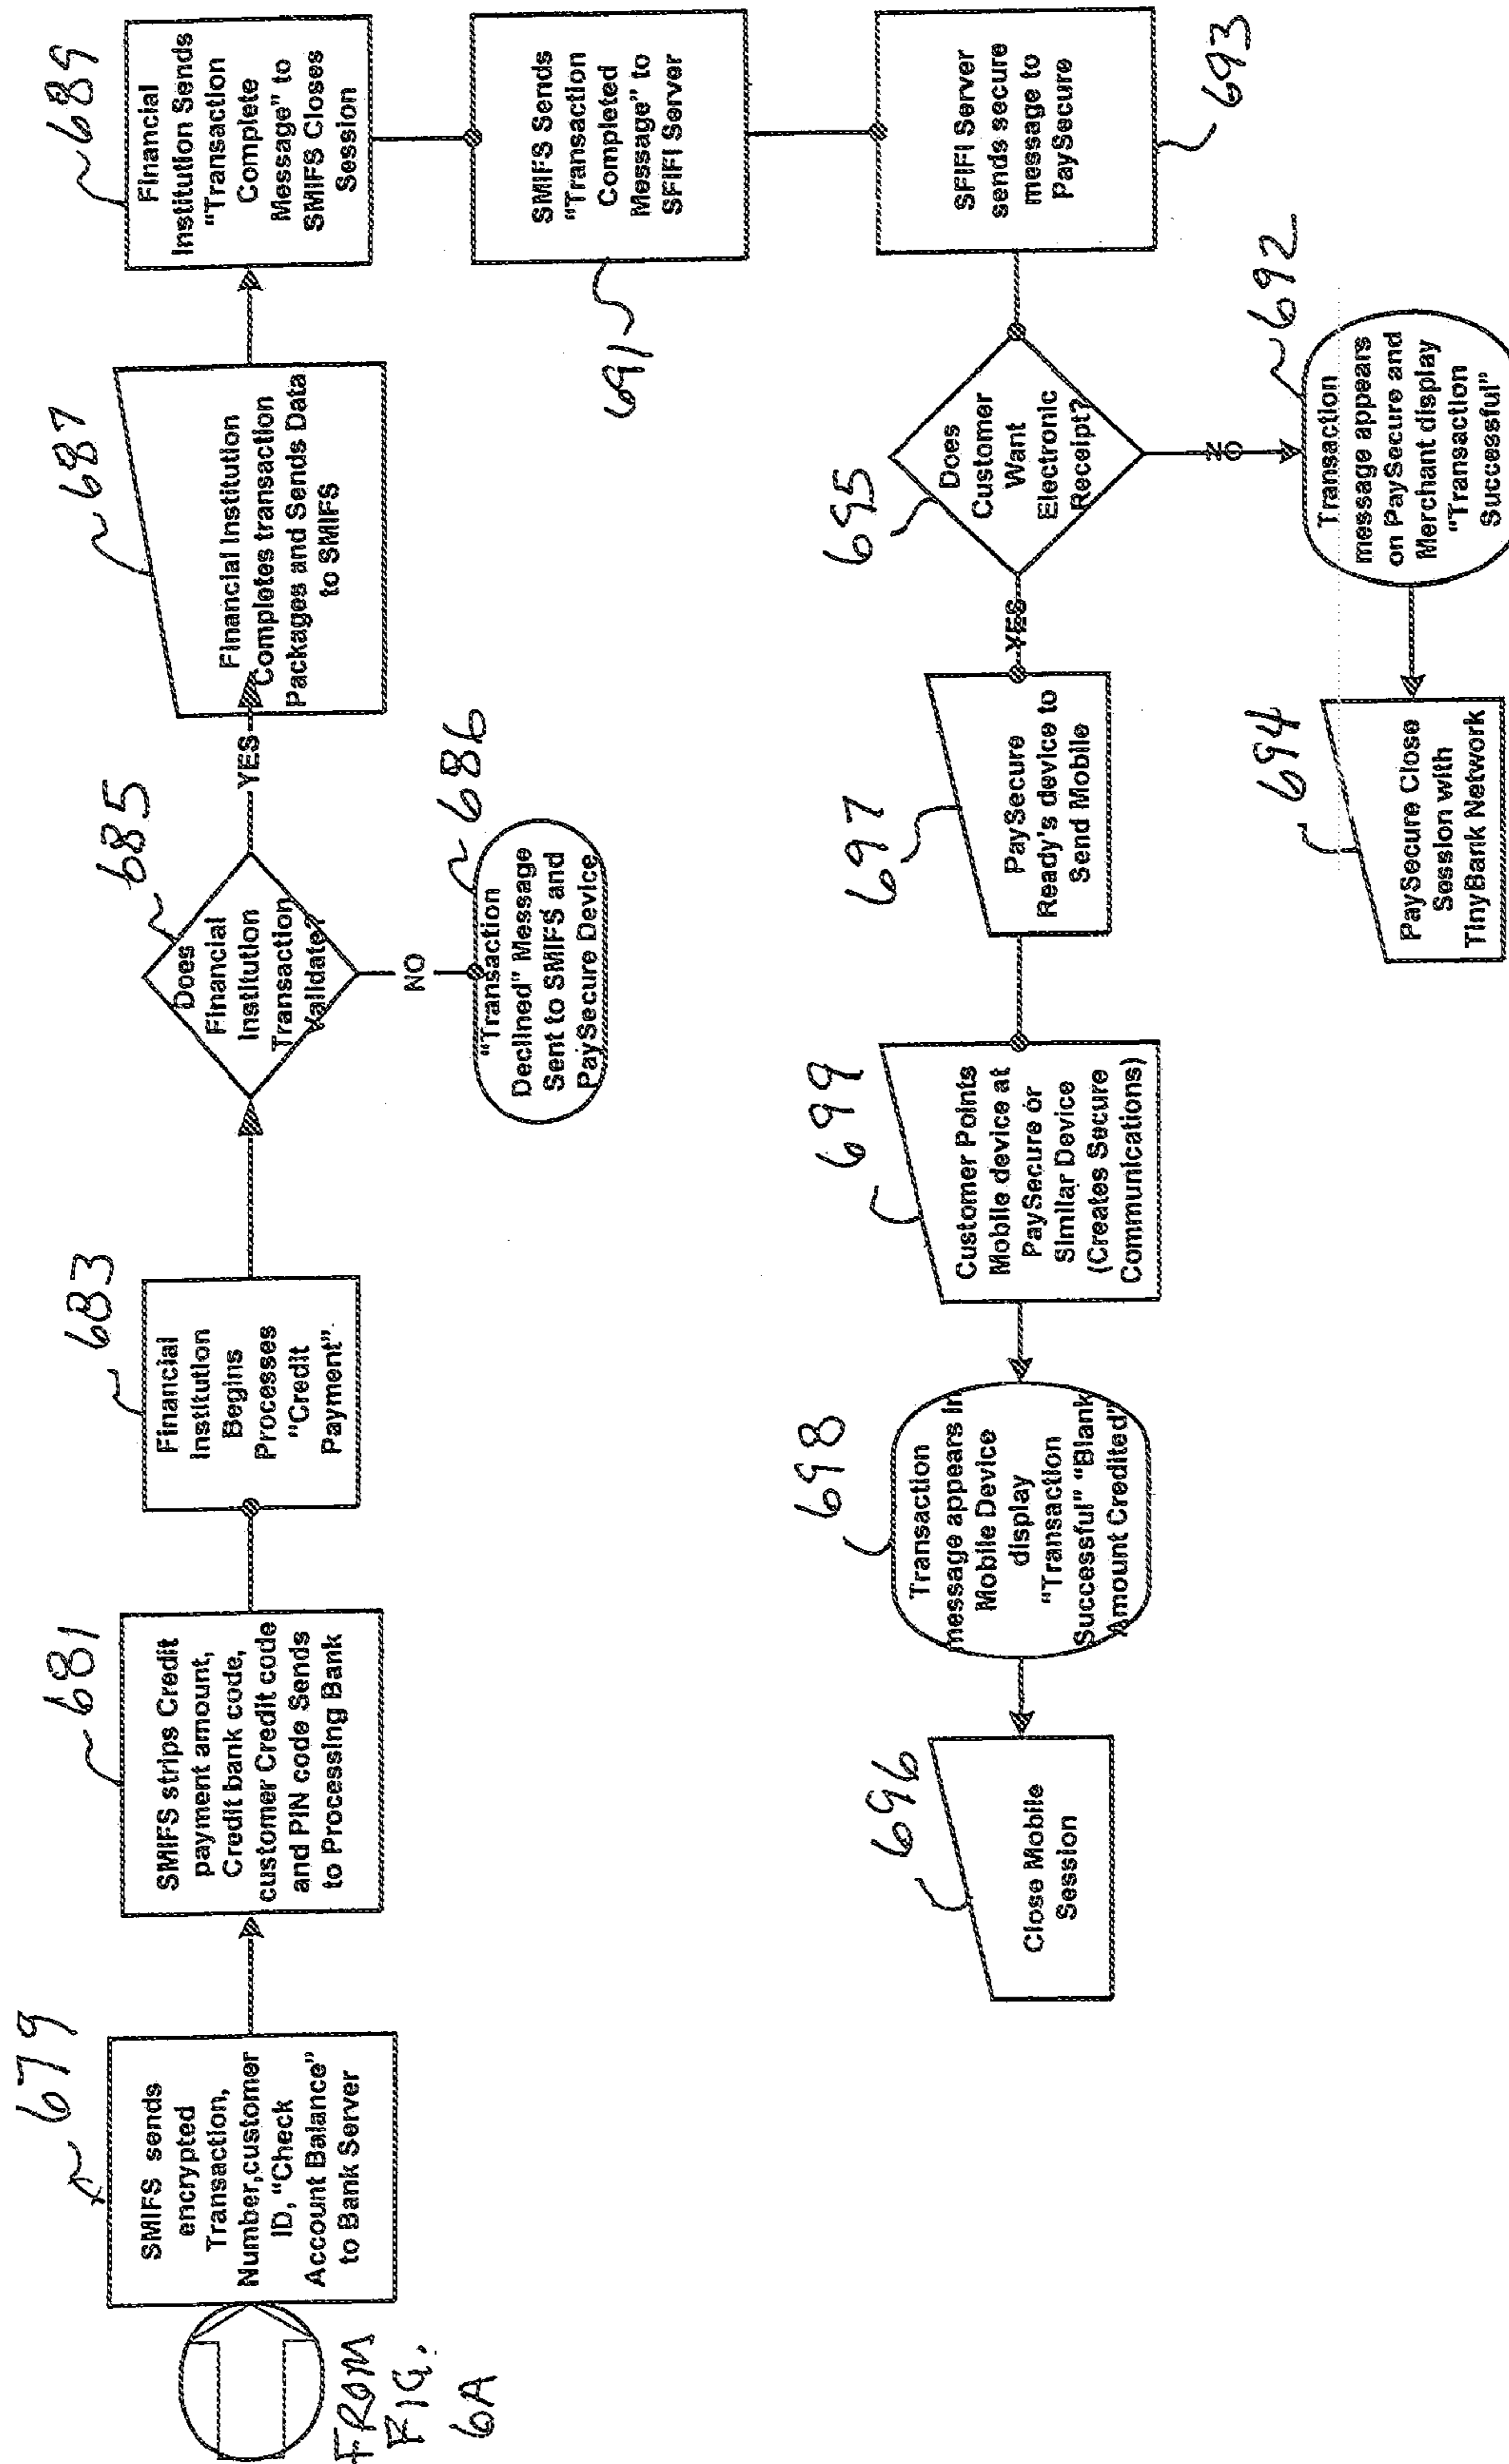 FROM
FIG.
6A
679
SMIFS sends
encrypted
Transaction,
Number,customer
ID, "Check
Account Balance"
to Bank Server
681
SMIFS strips Credit
payment amount,
Credit bank code,
customer Credit code
and PIN code Sends
to Processing Bank
683
Financial
Institution
Begins
Processes
"Credit
Payment"
685
Does
Financial
Institution
Transaction
Validate?
YES
NO
686
"Transaction
Declined" Message
Sent to SMIFS and
PaySecure Device
687
Financial Institution
Completes transaction
Packages and Sends Data
to SMIFS
689
Financial
Institution Sends
"Transaction
Complete
Message" to
SMIFS Closes
Session
691
SMIFS Sends
"Transaction
Completed
Message" to
SFIFI Server
693
SFIFI Server
sends secure
message to
PaySecure
695
Does
Customer
Want
Electronic
Receipt?
YES
NO
692
Transaction
message appears
on PaySecure and
Merchant display
"Transaction
Successful"
694
PaySecure Close
Session with
TinyBank Network
697
PaySecure
Ready's device to
Send Mobile
699
Customer Points
Mobile device at
PaySecure or
Similar Device
(Creates Secure
Communications)
698
Transaction
message appears in
Mobile Device
display
"Transaction
Successful" "Blank
Amount Credited"
696
Close Mobile
Session